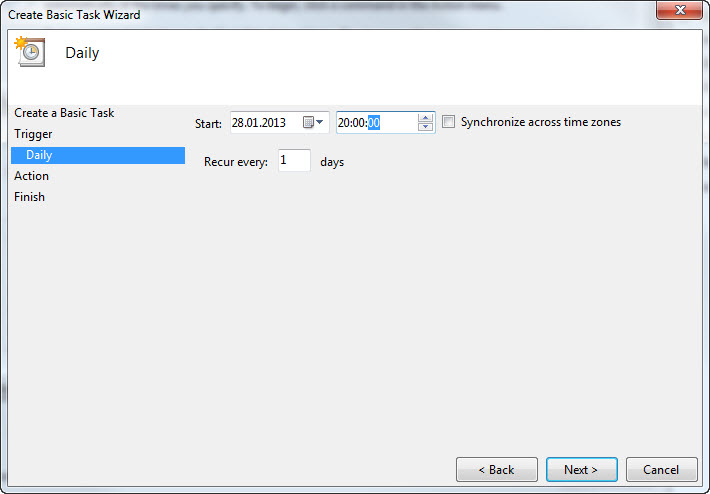 Create Basic Task Wizard
Daily
Create a Basic Task
Trigger
Daily
Action
Finish
Start: 28.01.2013 20:00:00 Synchronize across time zones
Recur every: 1 days
< Back Next > Cancel